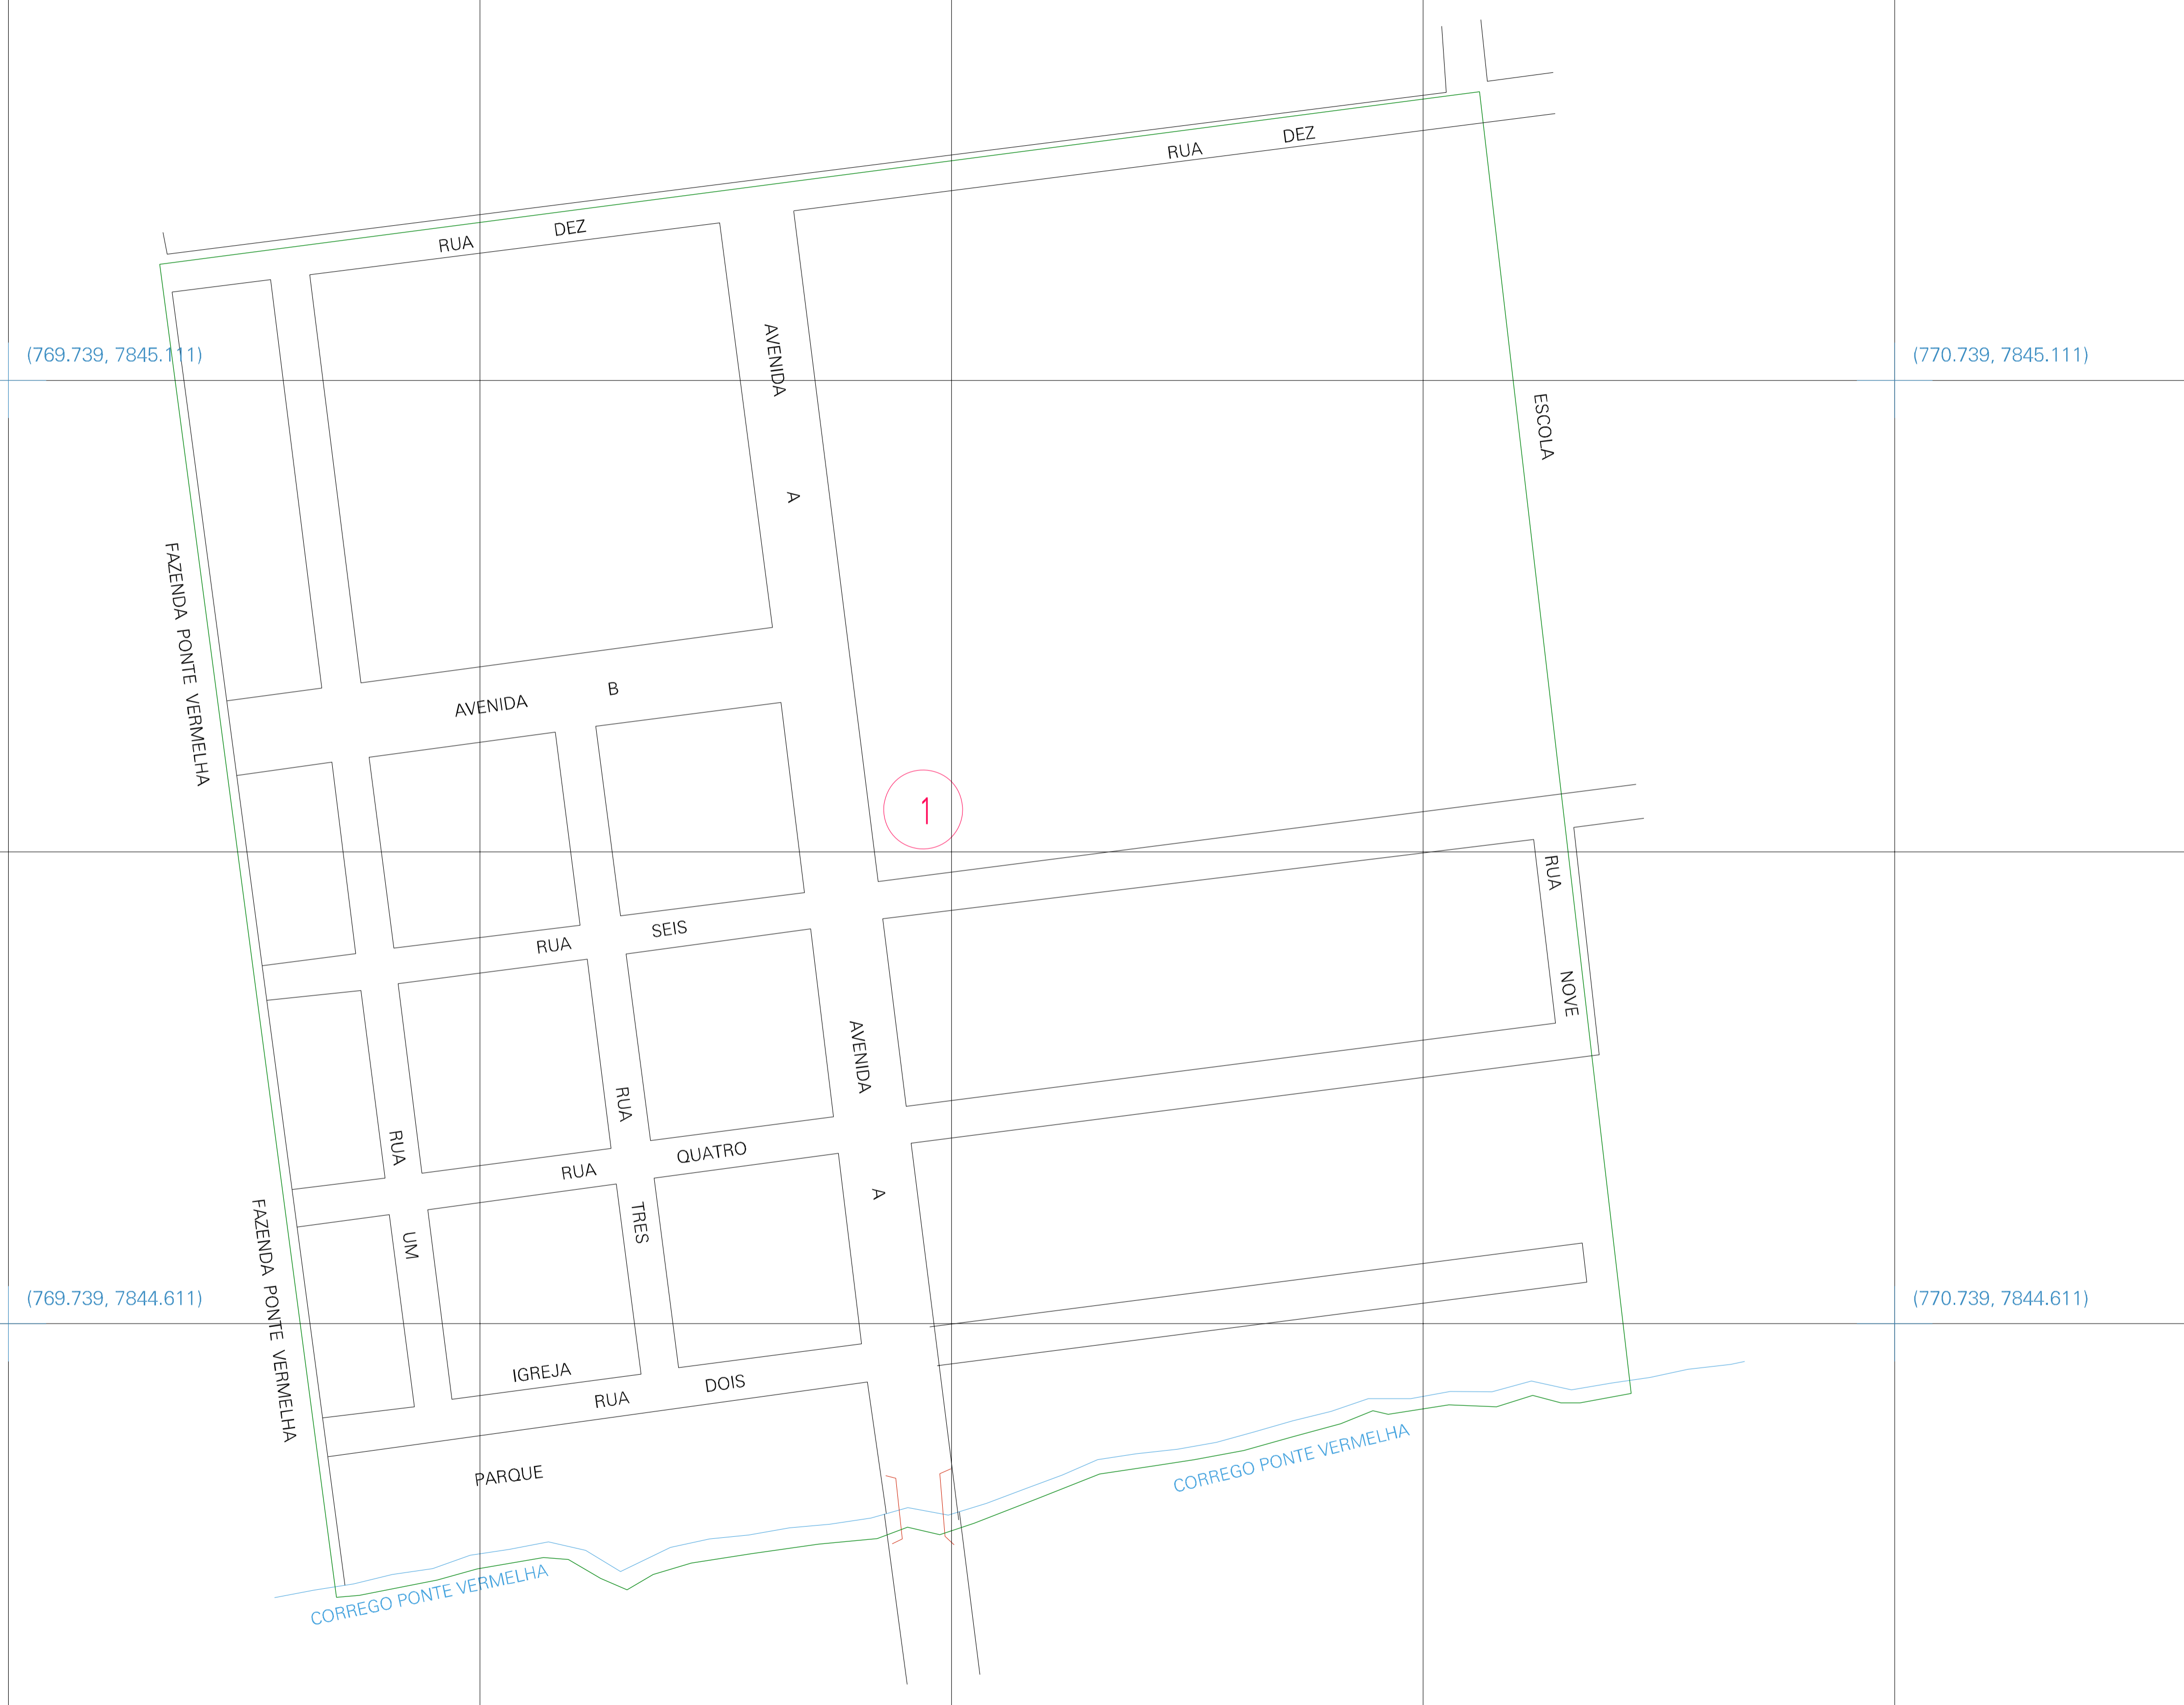 RUA DEZ
RUA DEZ
(769.739, 7845.111)
(770.739, 7845.111)
AVENIDA A
ESCOLA
FAZENDA PONTE VERMELHA
AVENIDA B
1
RUA NOVE
RUA SEIS
AVENIDA A
RUA TRES
RUA UM
RUA QUATRO
FAZENDA PONTE VERMELHA
(769.739, 7844.611)
(770.739, 7844.611)
IGREJA
RUA DOIS
PARQUE
CORREGO PONTE VERMELHA
CORREGO PONTE VERMELHA